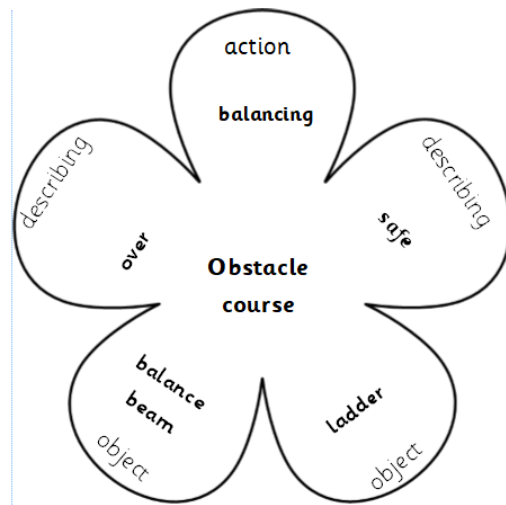 action
balancing
describing
over
describing
safe
Obstacle
course
balance
beam
object
ladder
object